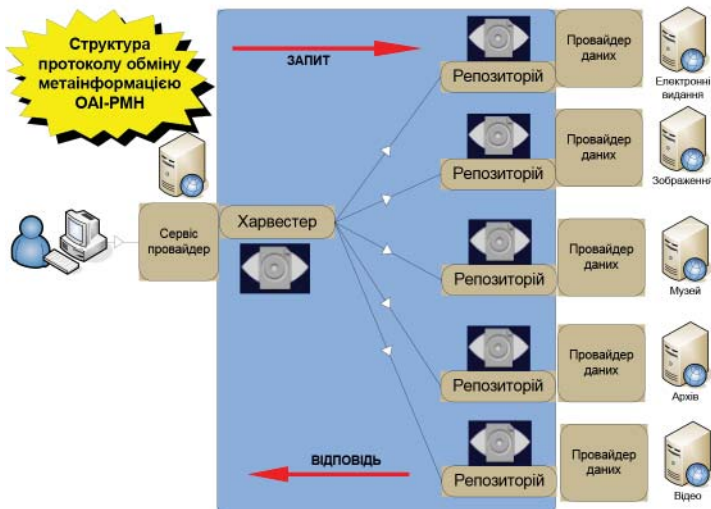 Структура
протоколу обміну
метаінформацією
OAI-PMH
ЗАПИТ
Репозиторій
Провайдер
даних
Електронні
видання
Репозиторій
Провайдер
даних
Зображення
Сервіс
провайдер
Харвестер
Репозиторій
Провайдер
даних
Музей
Репозиторій
Провайдер
даних
Архів
ВІДПОВІДЬ
Репозиторій
Провайдер
даних
Відео